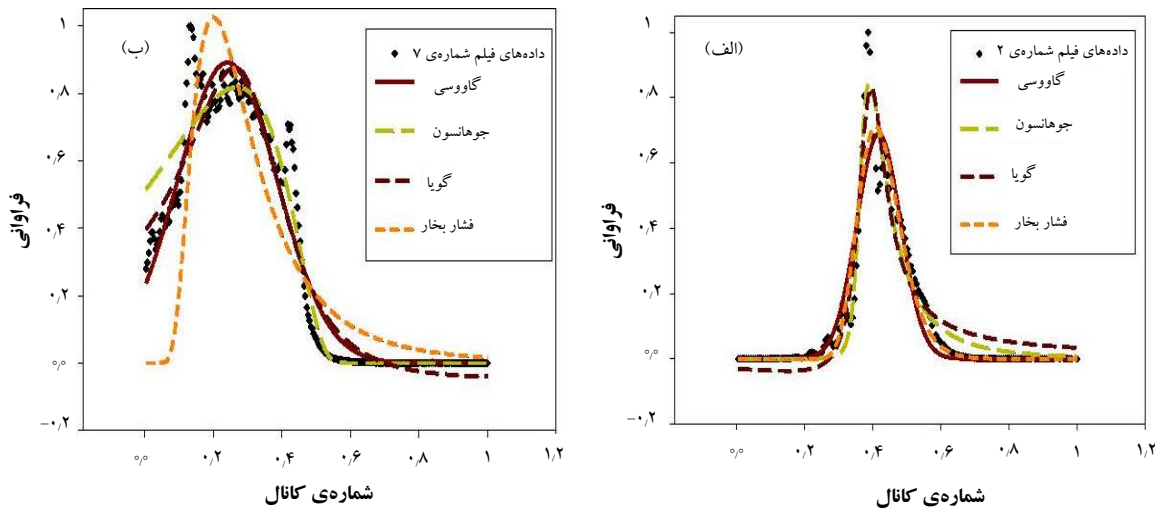 (الف)
داده‌های فیلم شماره‌ی ۲
گاووسی
جوهانسون
گویا
فشار بخار
فراوانی
۱
۰٫۸
۰٫۶
۰٫۴
۰٫۲
۰٫۰
−۰٫۲
۰٫۰ ۰٫۲ ۰٫۴ ۰٫۶ ۰٫۸ ۱ ۱٫۲
شماره‌ی کانال
(ب)
داده‌های فیلم شماره‌ی ۷
گاووسی
جوهانسون
گویا
فشار بخار
فراوانی
۱
۰٫۸
۰٫۶
۰٫۴
۰٫۲
۰٫۰
−۰٫۲
۰٫۰ ۰٫۲ ۰٫۴ ۰٫۶ ۰٫۸ ۱ ۱٫۲
شماره‌ی کانال